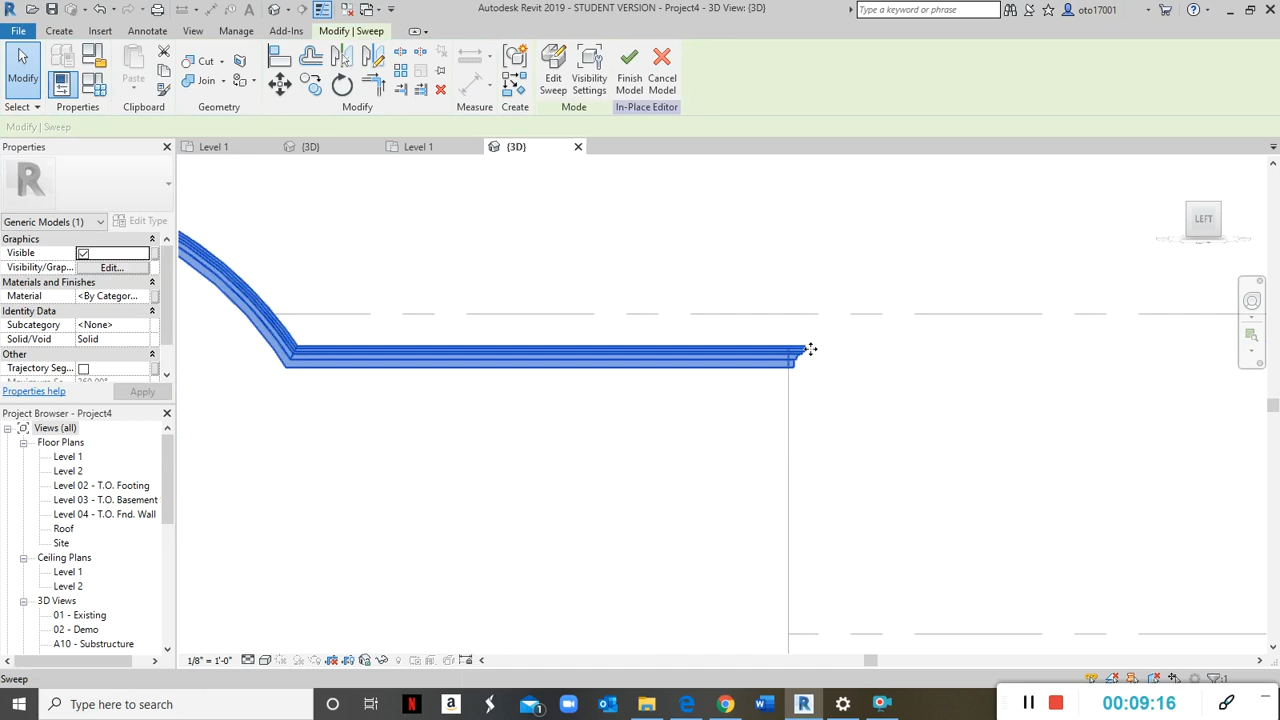 Autodesk Revit 2019 - STUDENT VERSION - Project4 - 3D View: {3D}
Type a keyword or phrase
oto17001
File Create Insert Annotate View Manage Add-Ins Modify | Sweep
Modify
Paste
Cut
Join
Edit Sweep
Visibility Settings
Finish Model
Cancel Model
Select Properties Clipboard Geometry Modify Measure Create Mode In-Place Editor
Modify | Sweep
Properties
Level 1 {3D} Level 1 {3D}
Generic Models (1) Edit Type
Graphics
Visible
Visibility/Grap... Edit...
Materials and Finishes
Material <By Categor...
Identity Data
Subcategory <None>
Solid/Void Solid
Other
Trajectory Seg...
Properties help Apply
Project Browser - Project4
Views (all)
Floor Plans
Level 1
Level 2
Level 02 - T.O. Footing
Level 03 - T.O. Basement
Level 04 - T.O. Fnd. Wall
Roof
Site
Ceiling Plans
Level 1
Level 2
3D Views
01 - Existing
02 - Demo
A10 - Substructure
LEFT
1/8" = 1'-0"
Sweep
:1
Type here to search
00:09:16